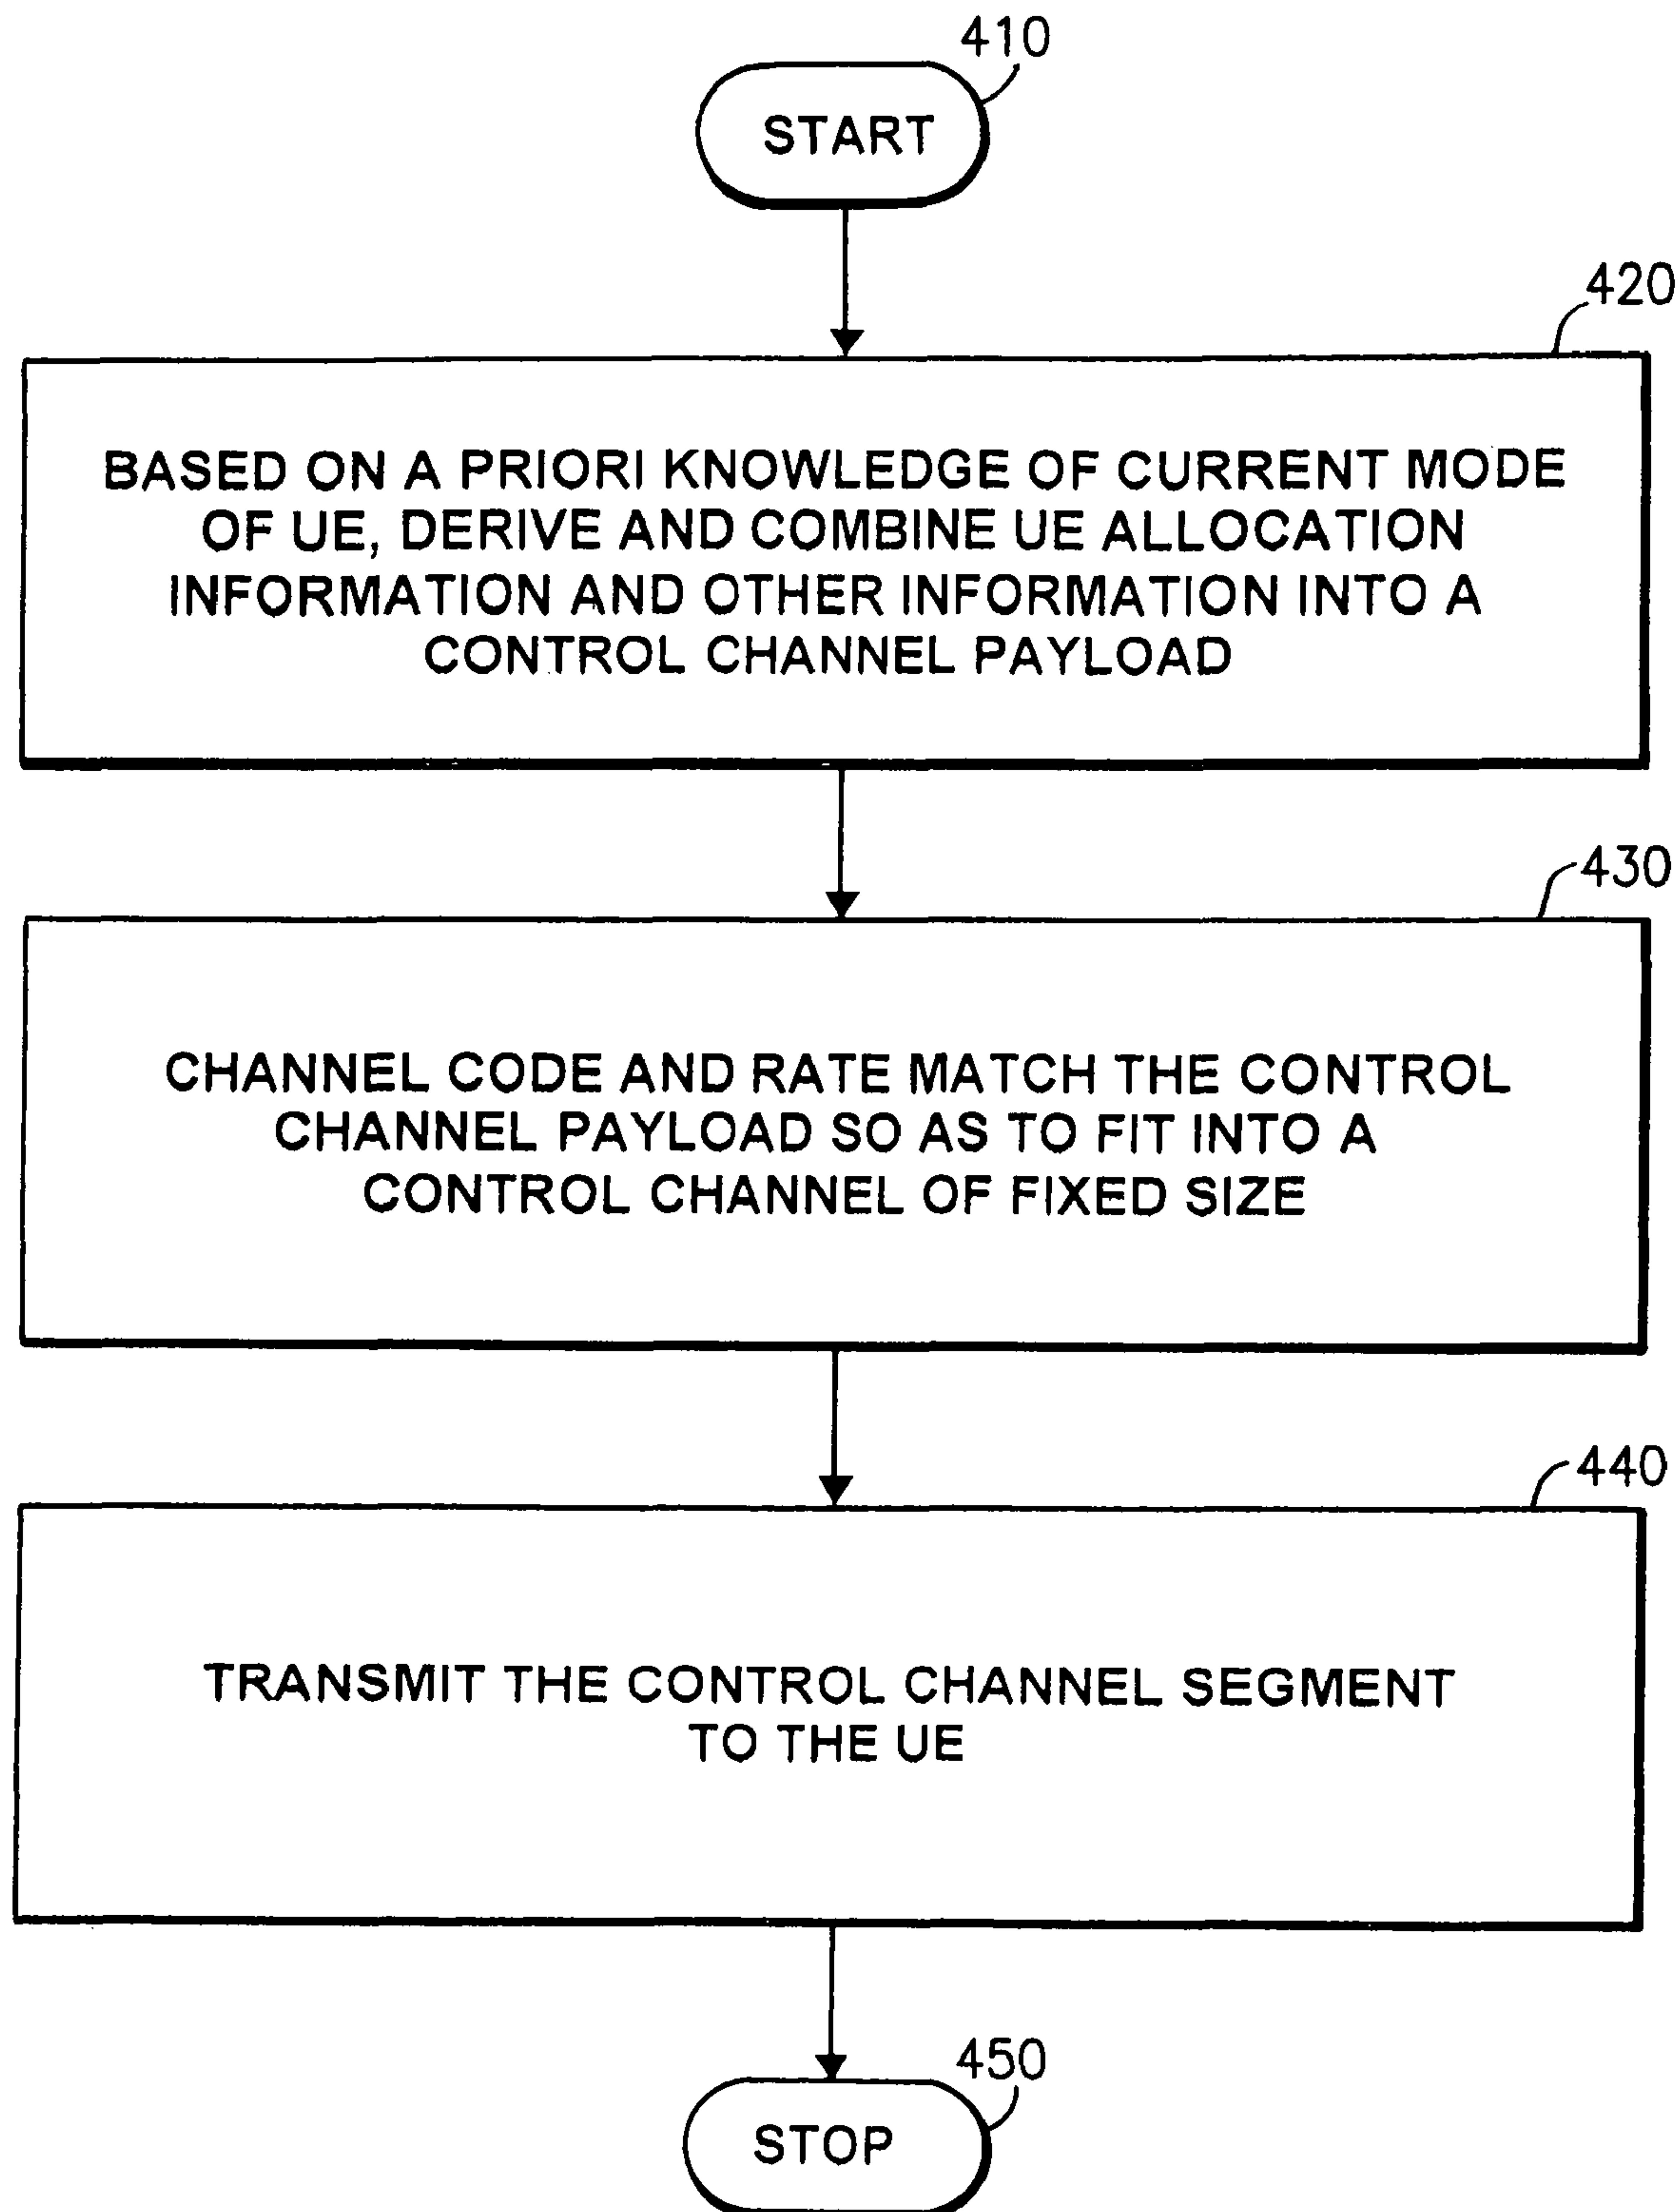 410
START
420
BASED ON A PRIORI KNOWLEDGE OF CURRENT MODE
OF UE, DERIVE AND COMBINE UE ALLOCATION
INFORMATION AND OTHER INFORMATION INTO A
CONTROL CHANNEL PAYLOAD
430
CHANNEL CODE AND RATE MATCH THE CONTROL
CHANNEL PAYLOAD SO AS TO FIT INTO A
CONTROL CHANNEL OF FIXED SIZE
440
TRANSMIT THE CONTROL CHANNEL SEGMENT
TO THE UE
450
STOP